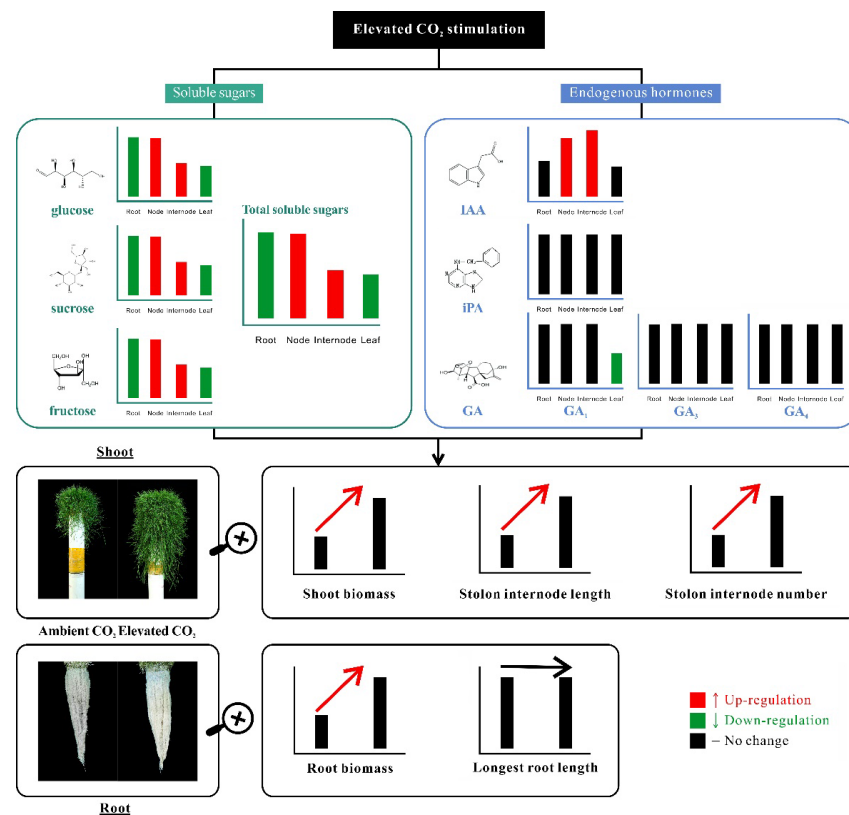 Elevated CO₂ stimulation
Soluble sugars
Endogenous hormones
glucose
Root Node Internode Leaf
sucrose
Root Node Internode Leaf
fructose
Root Node Internode Leaf
Total soluble sugars
Root Node Internode Leaf
IAA
Root Node Internode Leaf
iPA
Root Node Internode Leaf
GA
Root Node Internode Leaf
GA₁
Root Node Internode Leaf
GA₃
Root Node Internode Leaf
GA₄
Shoot
Ambient CO₂ Elevated CO₂
Shoot biomass
Stolon internode length
Stolon internode number
Root biomass
Longest root length
Root
↑ Up-regulation
↓ Down-regulation
– No change